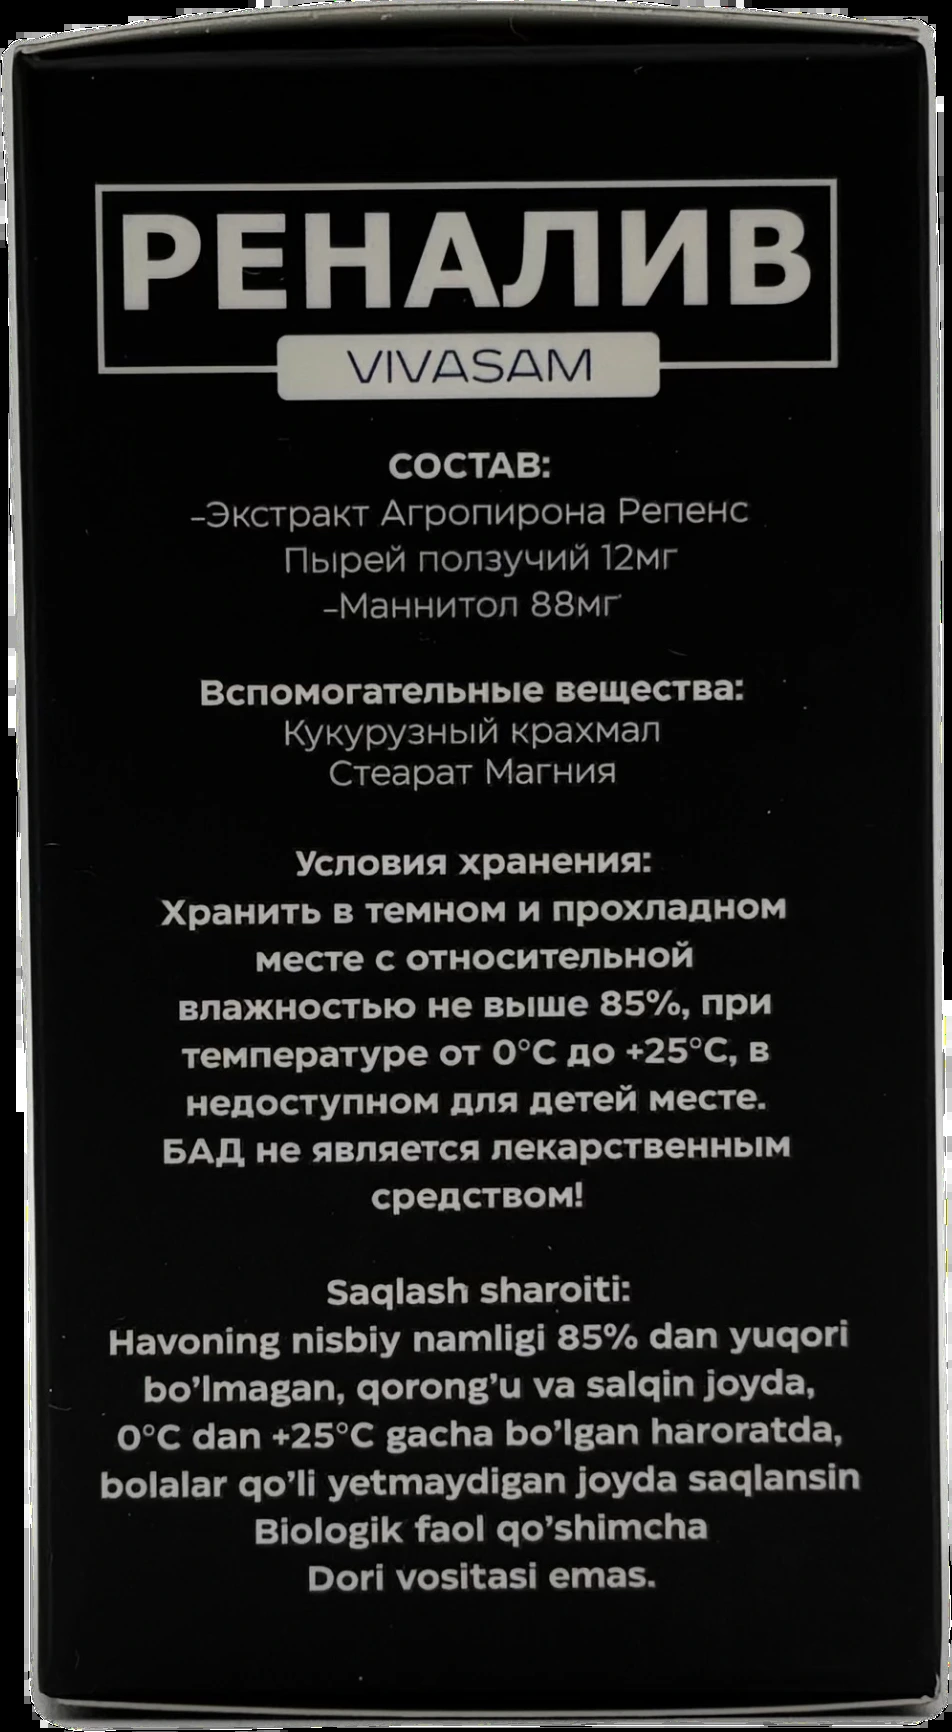 РЕНАЛИВ
VIVASAM
СОСТАВ:
-Экстракт Агропирона Репенс
Пырей ползучий 12мг
-Маннитол 88мг
Вспомогательные вещества:
Кукурузный крахмал
Стеарат Магния
Условия хранения:
Хранить в темном и прохладном
месте с относительной
влажностью не выше 85%, при
температуре от 0°С до +25°С, в
недоступном для детей месте.
БАД не является лекарственным
средством!
Saqlash sharoiti:
Havoning nisbiy namligi 85% dan yuqori
bo’lmagan, qorong’u va salqin joyda,
0°C dan +25°C gacha bo’lgan haroratda,
bolalar qo’li yetmaydigan joyda saqlansin
Biologik faol qo’shimcha
Dori vositasi emas.